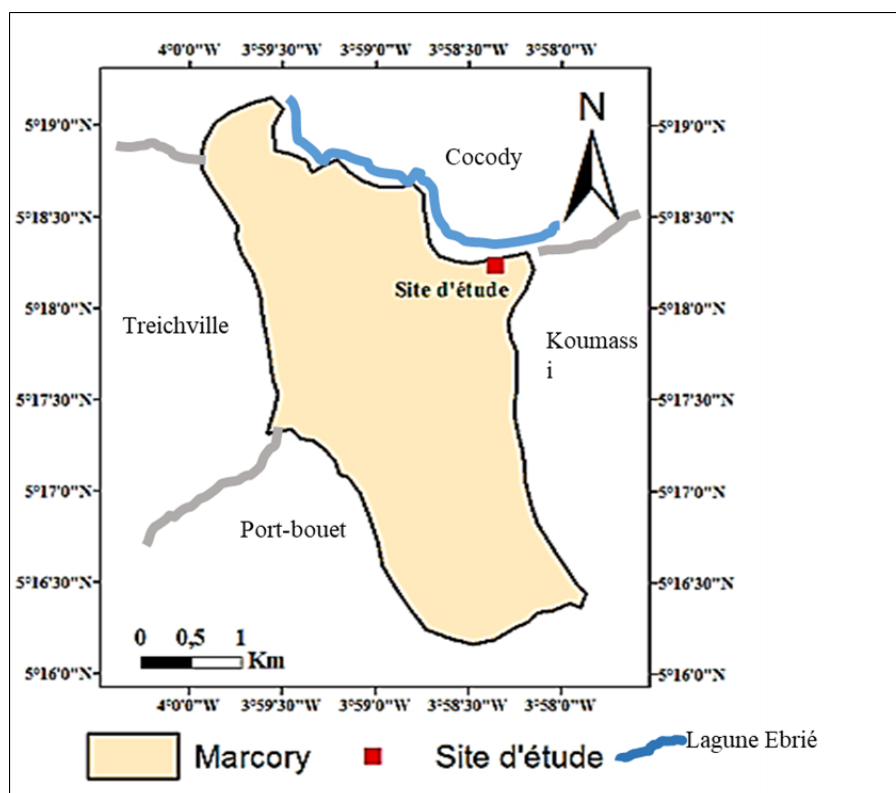 4°0'0"W 3°59'30"W 3°59'0"W 3°58'30"W 3°58'0"W
N
5°19'0"N 5°19'0"N
Cocody
5°18'30"N 5°18'30"N
Site d'étude
5°18'0"N 5°18'0"N
Treichville
Koumass
i
5°17'30"N 5°17'30"N
5°17'0"N 5°17'0"N
Port-bouet
5°16'30"N 5°16'30"N
0 0,5 1
Km
5°16'0"N 5°16'0"N
4°0'0"W 3°59'30"W 3°59'0"W 3°58'30"W 3°58'0"W
Marcory Site d'étude Lagune Ebrié